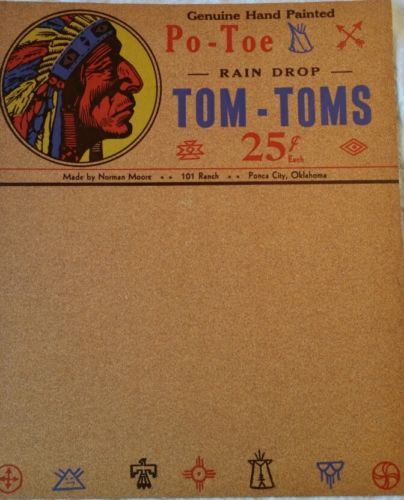 Genuine Hand Painted
Po-Toe
— RAIN DROP —
TOM-TOMS
25¢ Each
Made by Norman Moore • • 101 Ranch • • Ponca City, Oklahoma